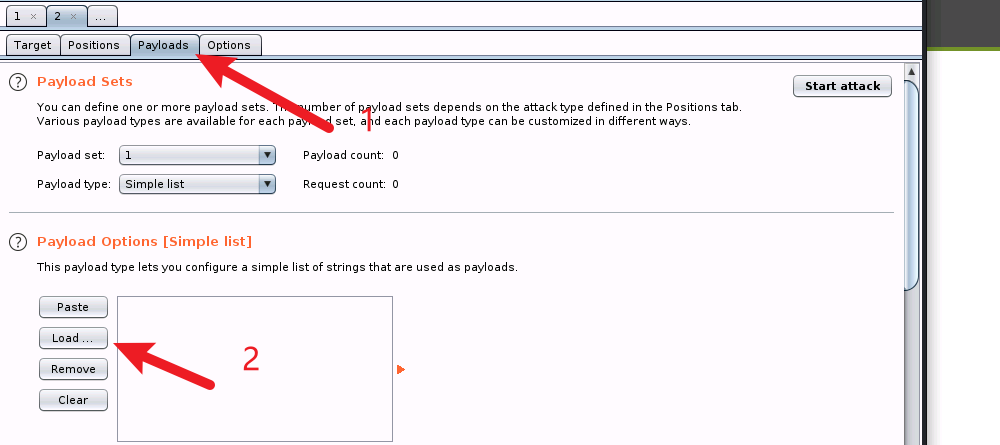 1 × 2 × ...
Target Positions Payloads Options
? Payload Sets
Start attack
You can define one or more payload sets. The number of payload sets depends on the attack type defined in the Positions tab.
Various payload types are available for each payload set, and each payload type can be customized in different ways.
1
Payload set: 1 Payload count: 0
Payload type: Simple list Request count: 0
? Payload Options [Simple list]
This payload type lets you configure a simple list of strings that are used as payloads.
Paste
Load ...
2
Remove
Clear